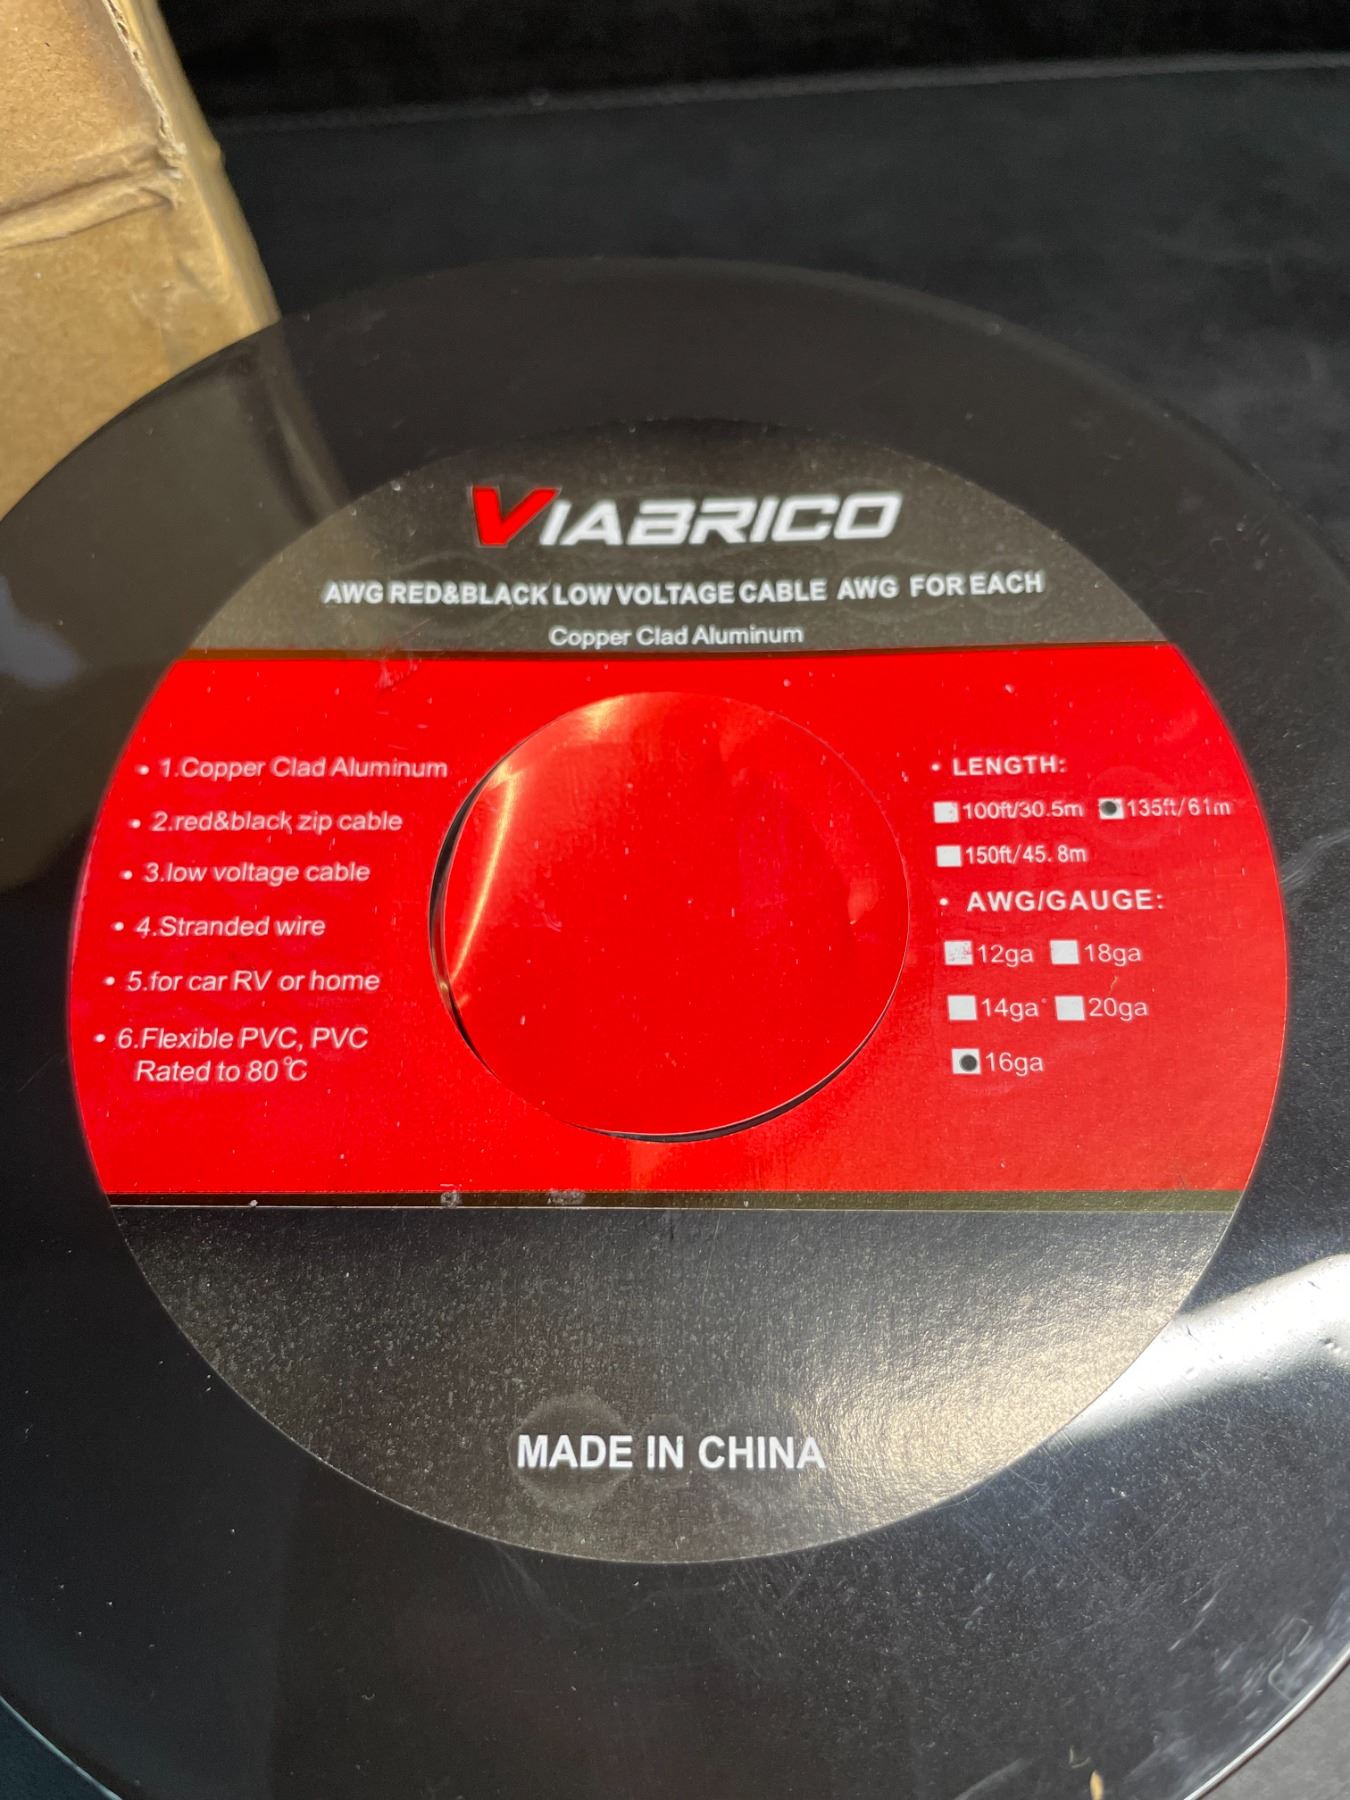 VIABRICO
AWG RED&BLACK LOW VOLTAGE CABLE AWG FOR EACH
Copper Clad Aluminum
• 1.Copper Clad Aluminum
• 2.red&black zip cable
• 3.low voltage cable
• 4.Stranded wire
• 5.for car RV or home
• 6.Flexible PVC, PVC
Rated to 80℃
• LENGTH:
100ft/30.5m 135ft/61m
150ft/45.8m
• AWG/GAUGE:
12ga 18ga
14ga 20ga
16ga
MADE IN CHINA